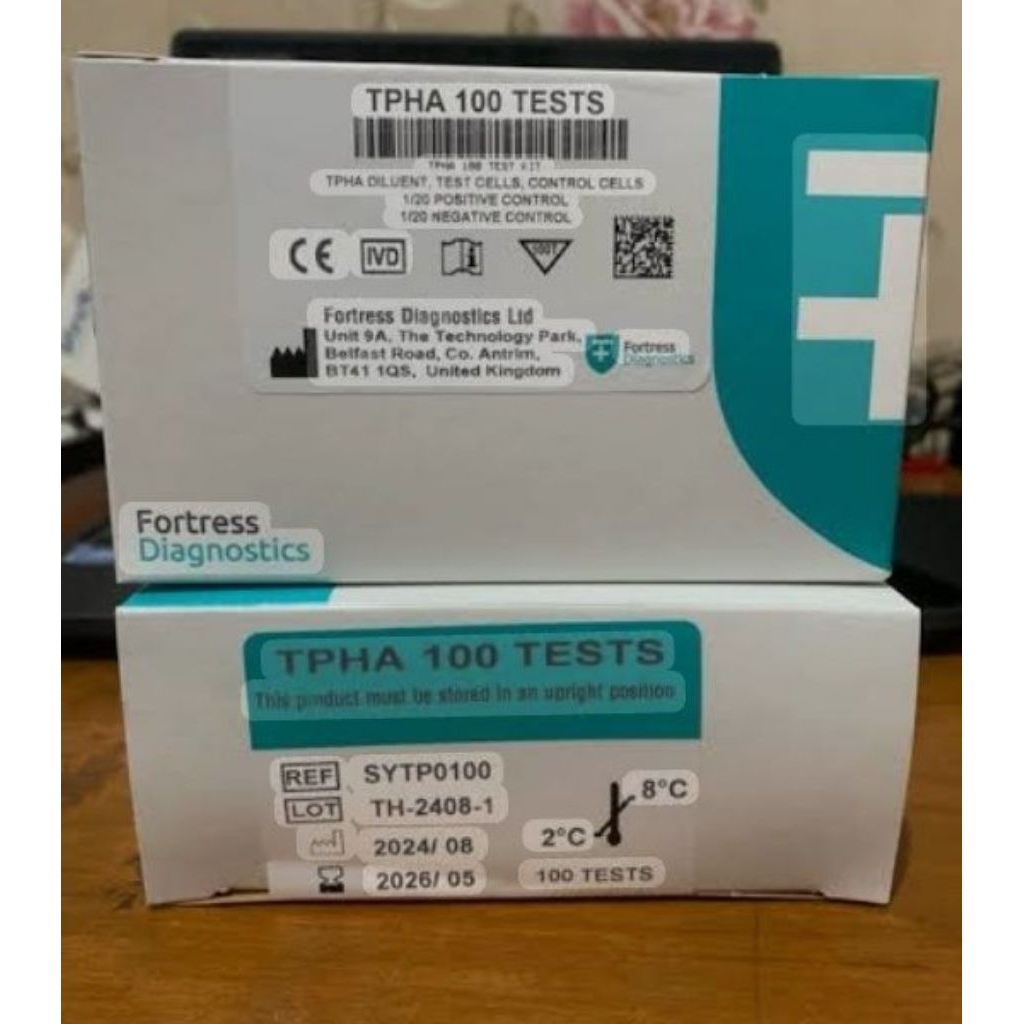 TPHA 100 TESTS
TPHA 100 TEST KIT
TPHA DILUENT, TEST CELLS, CONTROL CELLS
1/20 POSITIVE CONTROL
1/20 NEGATIVE CONTROL
CE IVD i 100T
Fortress Diagnostics Ltd
Unit 9A, The Technology Park,
Belfast Road, Co. Antrim,
BT41 1QS, United Kingdom
Fortress
Diagnostics
Fortress
Diagnostics
TPHA 100 TESTS
This product must be stored in an upright position
REF SYTP0100
LOT TH-2408-1
2024/ 08
2026/ 05
8°C
2°C
100 TESTS